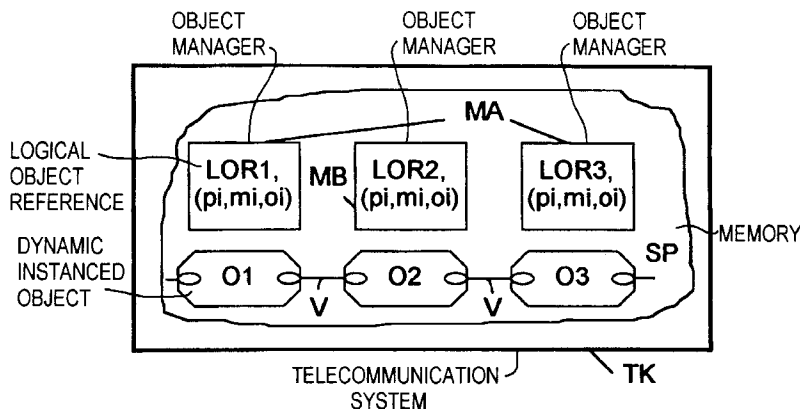 OBJECT
MANAGER
OBJECT
MANAGER
OBJECT
MANAGER
MA
LOGICAL
OBJECT
REFERENCE
LOR1,
(pi,mi,oi)
MB
LOR2,
(pi,mi,oi)
LOR3,
(pi,mi,oi)
MEMORY
SP
DYNAMIC
INSTANCED
OBJECT
O1
V
O2
V
O3
TELECOMMUNICATION
SYSTEM
TK